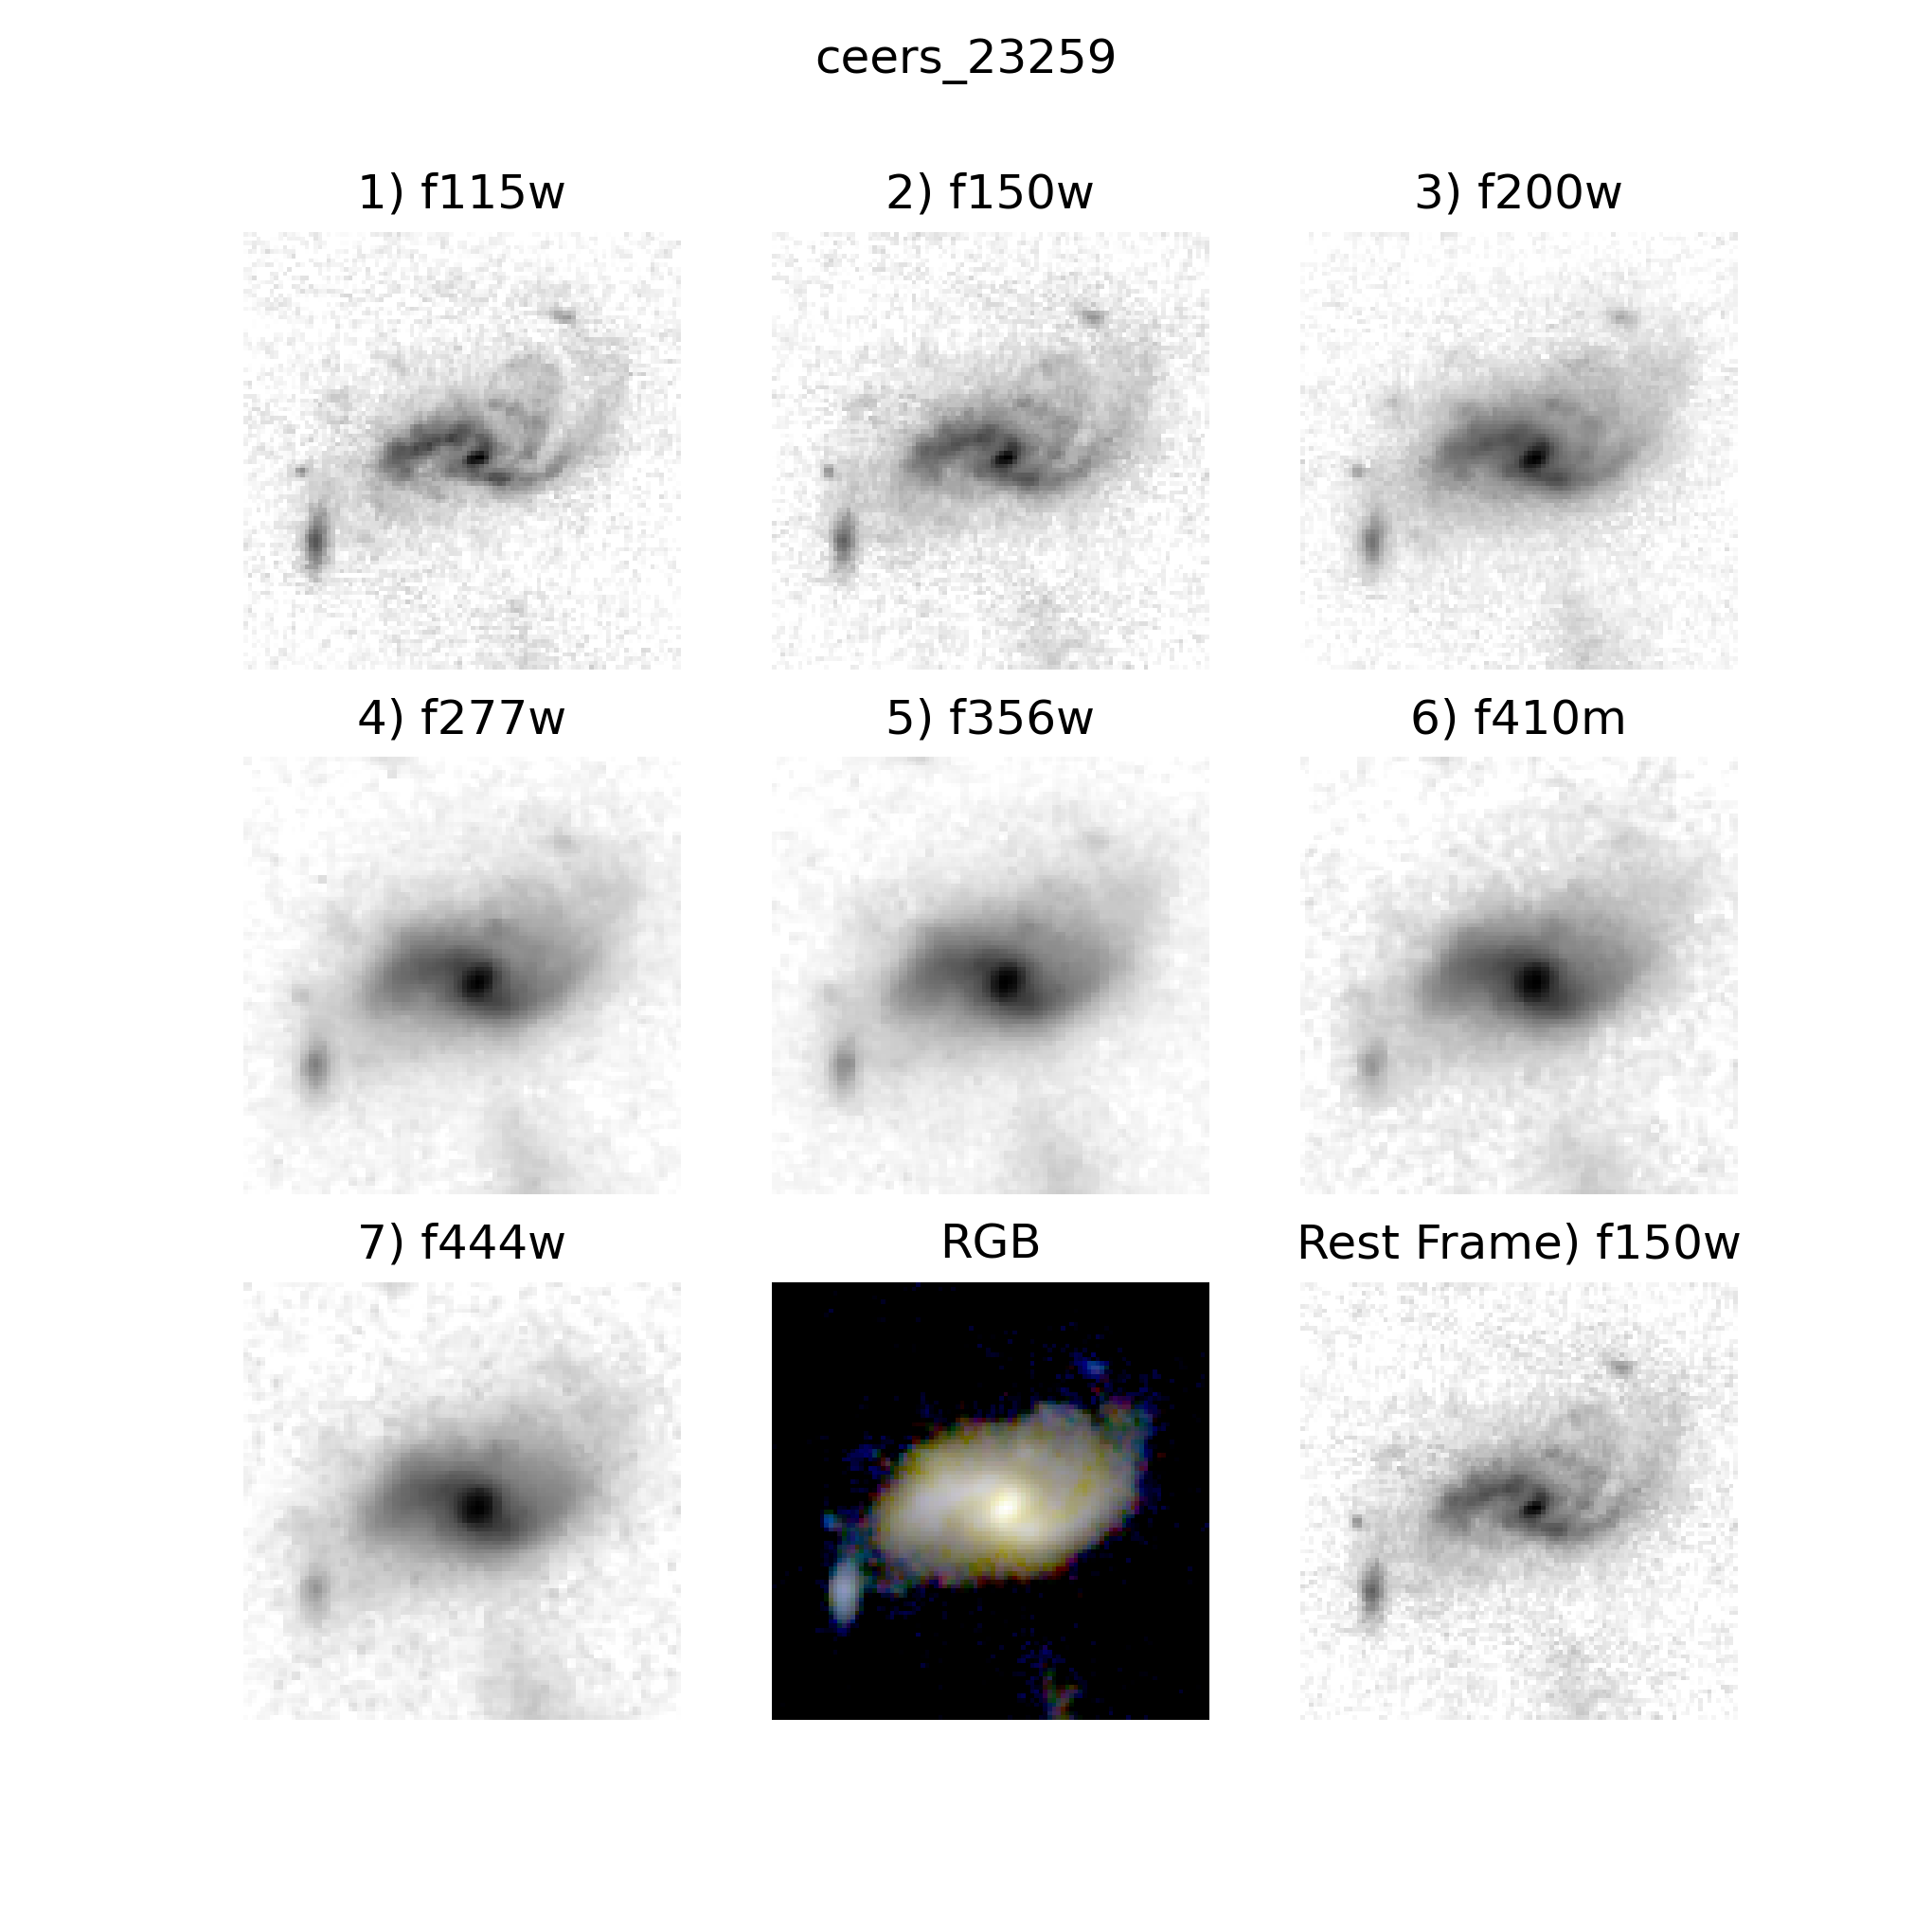 ceers_23259
1) f115w
2) f150w
3) f200w
4) f277w
5) f356w
6) f410m
7) f444w
RGB
Rest Frame) f150w